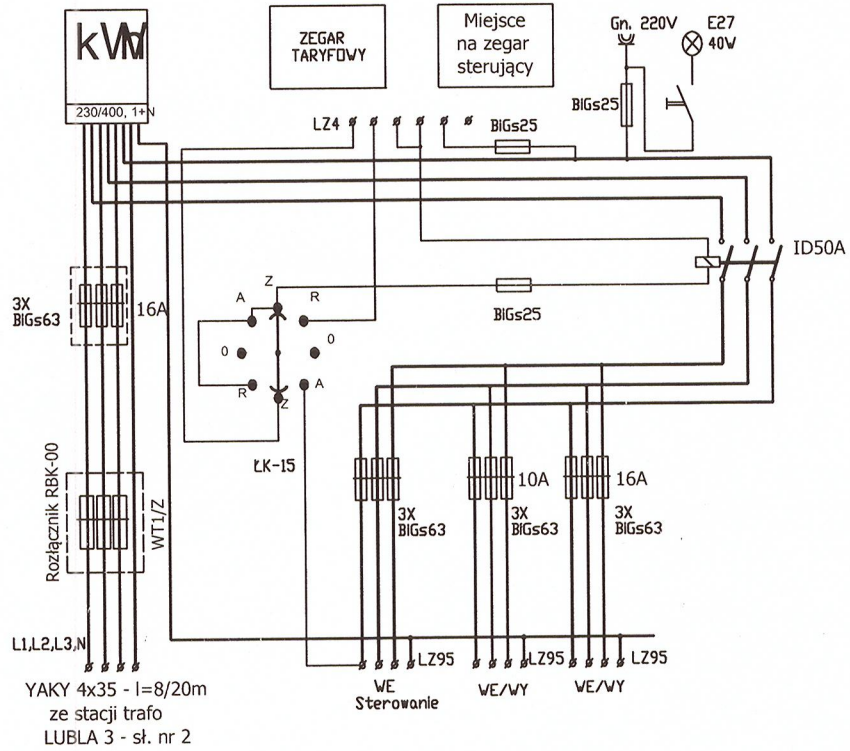 kWh
230/400, 1+N
ZEGAR
TARYFOWY
Miejsce
na zegar
sterujący
Gn. 220V
E27
40W
BiGs25
LZ4
BiGs25
ID50A
3X
BiGs63
16A
A
Z
R
0
0
R
Z
A
BiGs25
ŁK-15
Rozłącznik RBK-00
WT1/Z
3X
BiGs63
10A
3X
BiGs63
16A
3X
BiGs63
L1,L2,L3,N
LZ95
LZ95
LZ95
WE
Sterowanie
WE/WY
WE/WY
YAKY 4x35 - l=8/20m
ze stacji trafo
LUBLA 3 - sł. nr 2